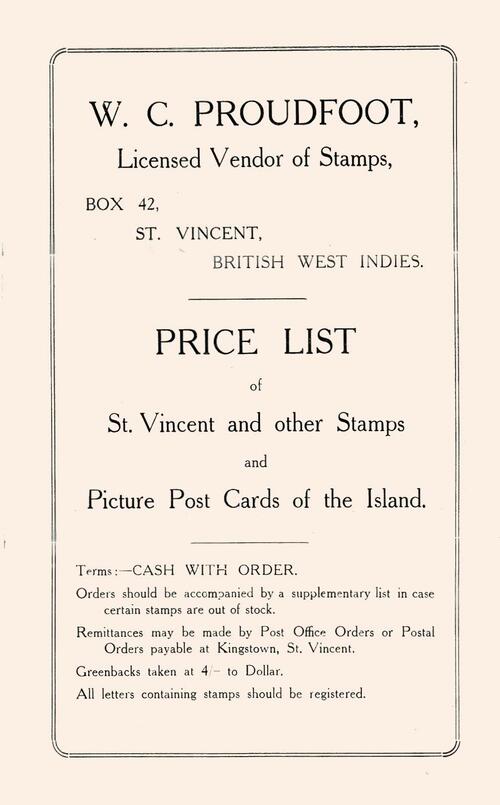 W. C. PROUDFOOT,
Licensed Vendor of Stamps,
BOX 42,
ST. VINCENT,
BRITISH WEST INDIES.
PRICE LIST
of
St. Vincent and other Stamps
and
Picture Post Cards of the Island.
Terms:—CASH WITH ORDER.
Orders should be accompanied by a supplementary list in case
certain stamps are out of stock.
Remittances may be made by Post Office Orders or Postal
Orders payable at Kingstown, St. Vincent.
Greenbacks taken at 4/- to Dollar.
All letters containing stamps should be registered.